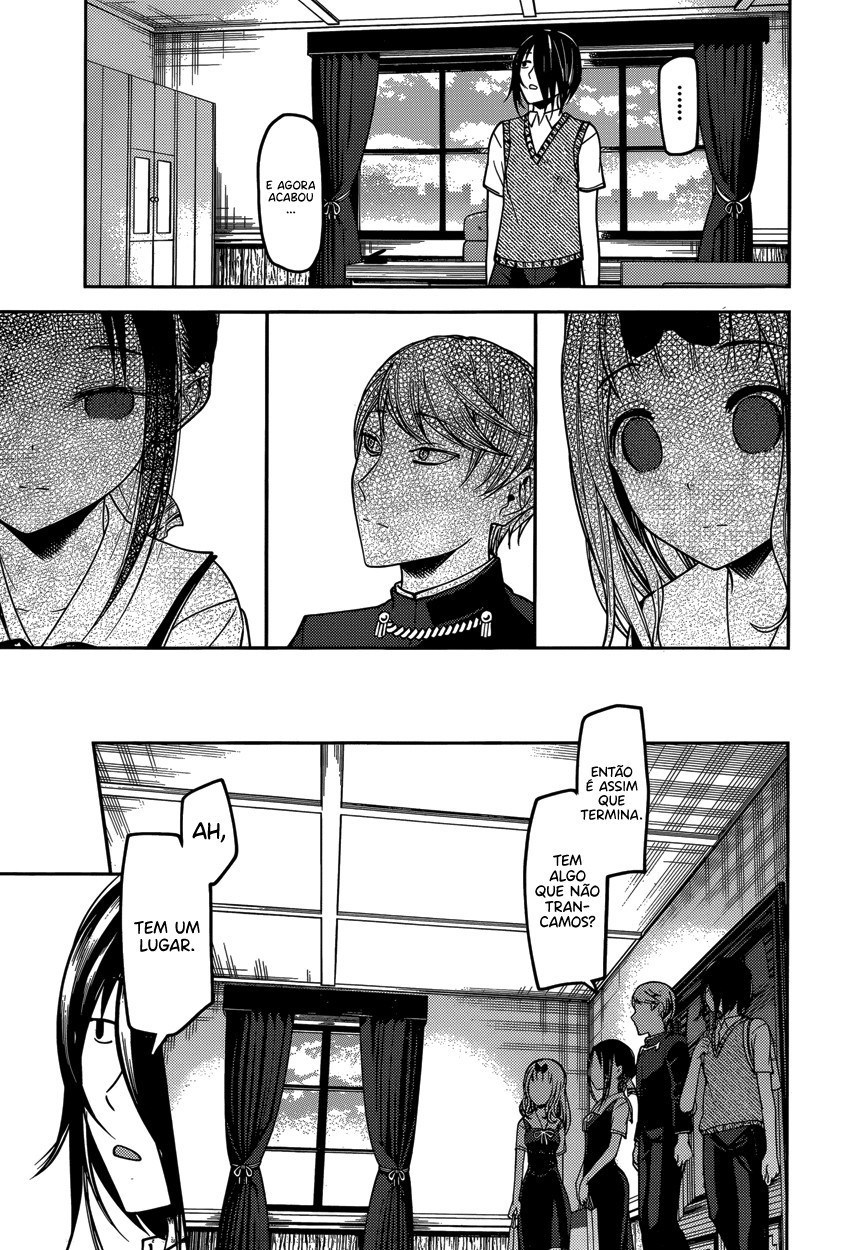 ........
E AGORA
ACABOU
...
ENTÃO
É ASSIM
QUE
TERMINA.
TEM
ALGO
QUE NÃO
TRAN-
CAMOS?
AH,
TEM UM
LUGAR.